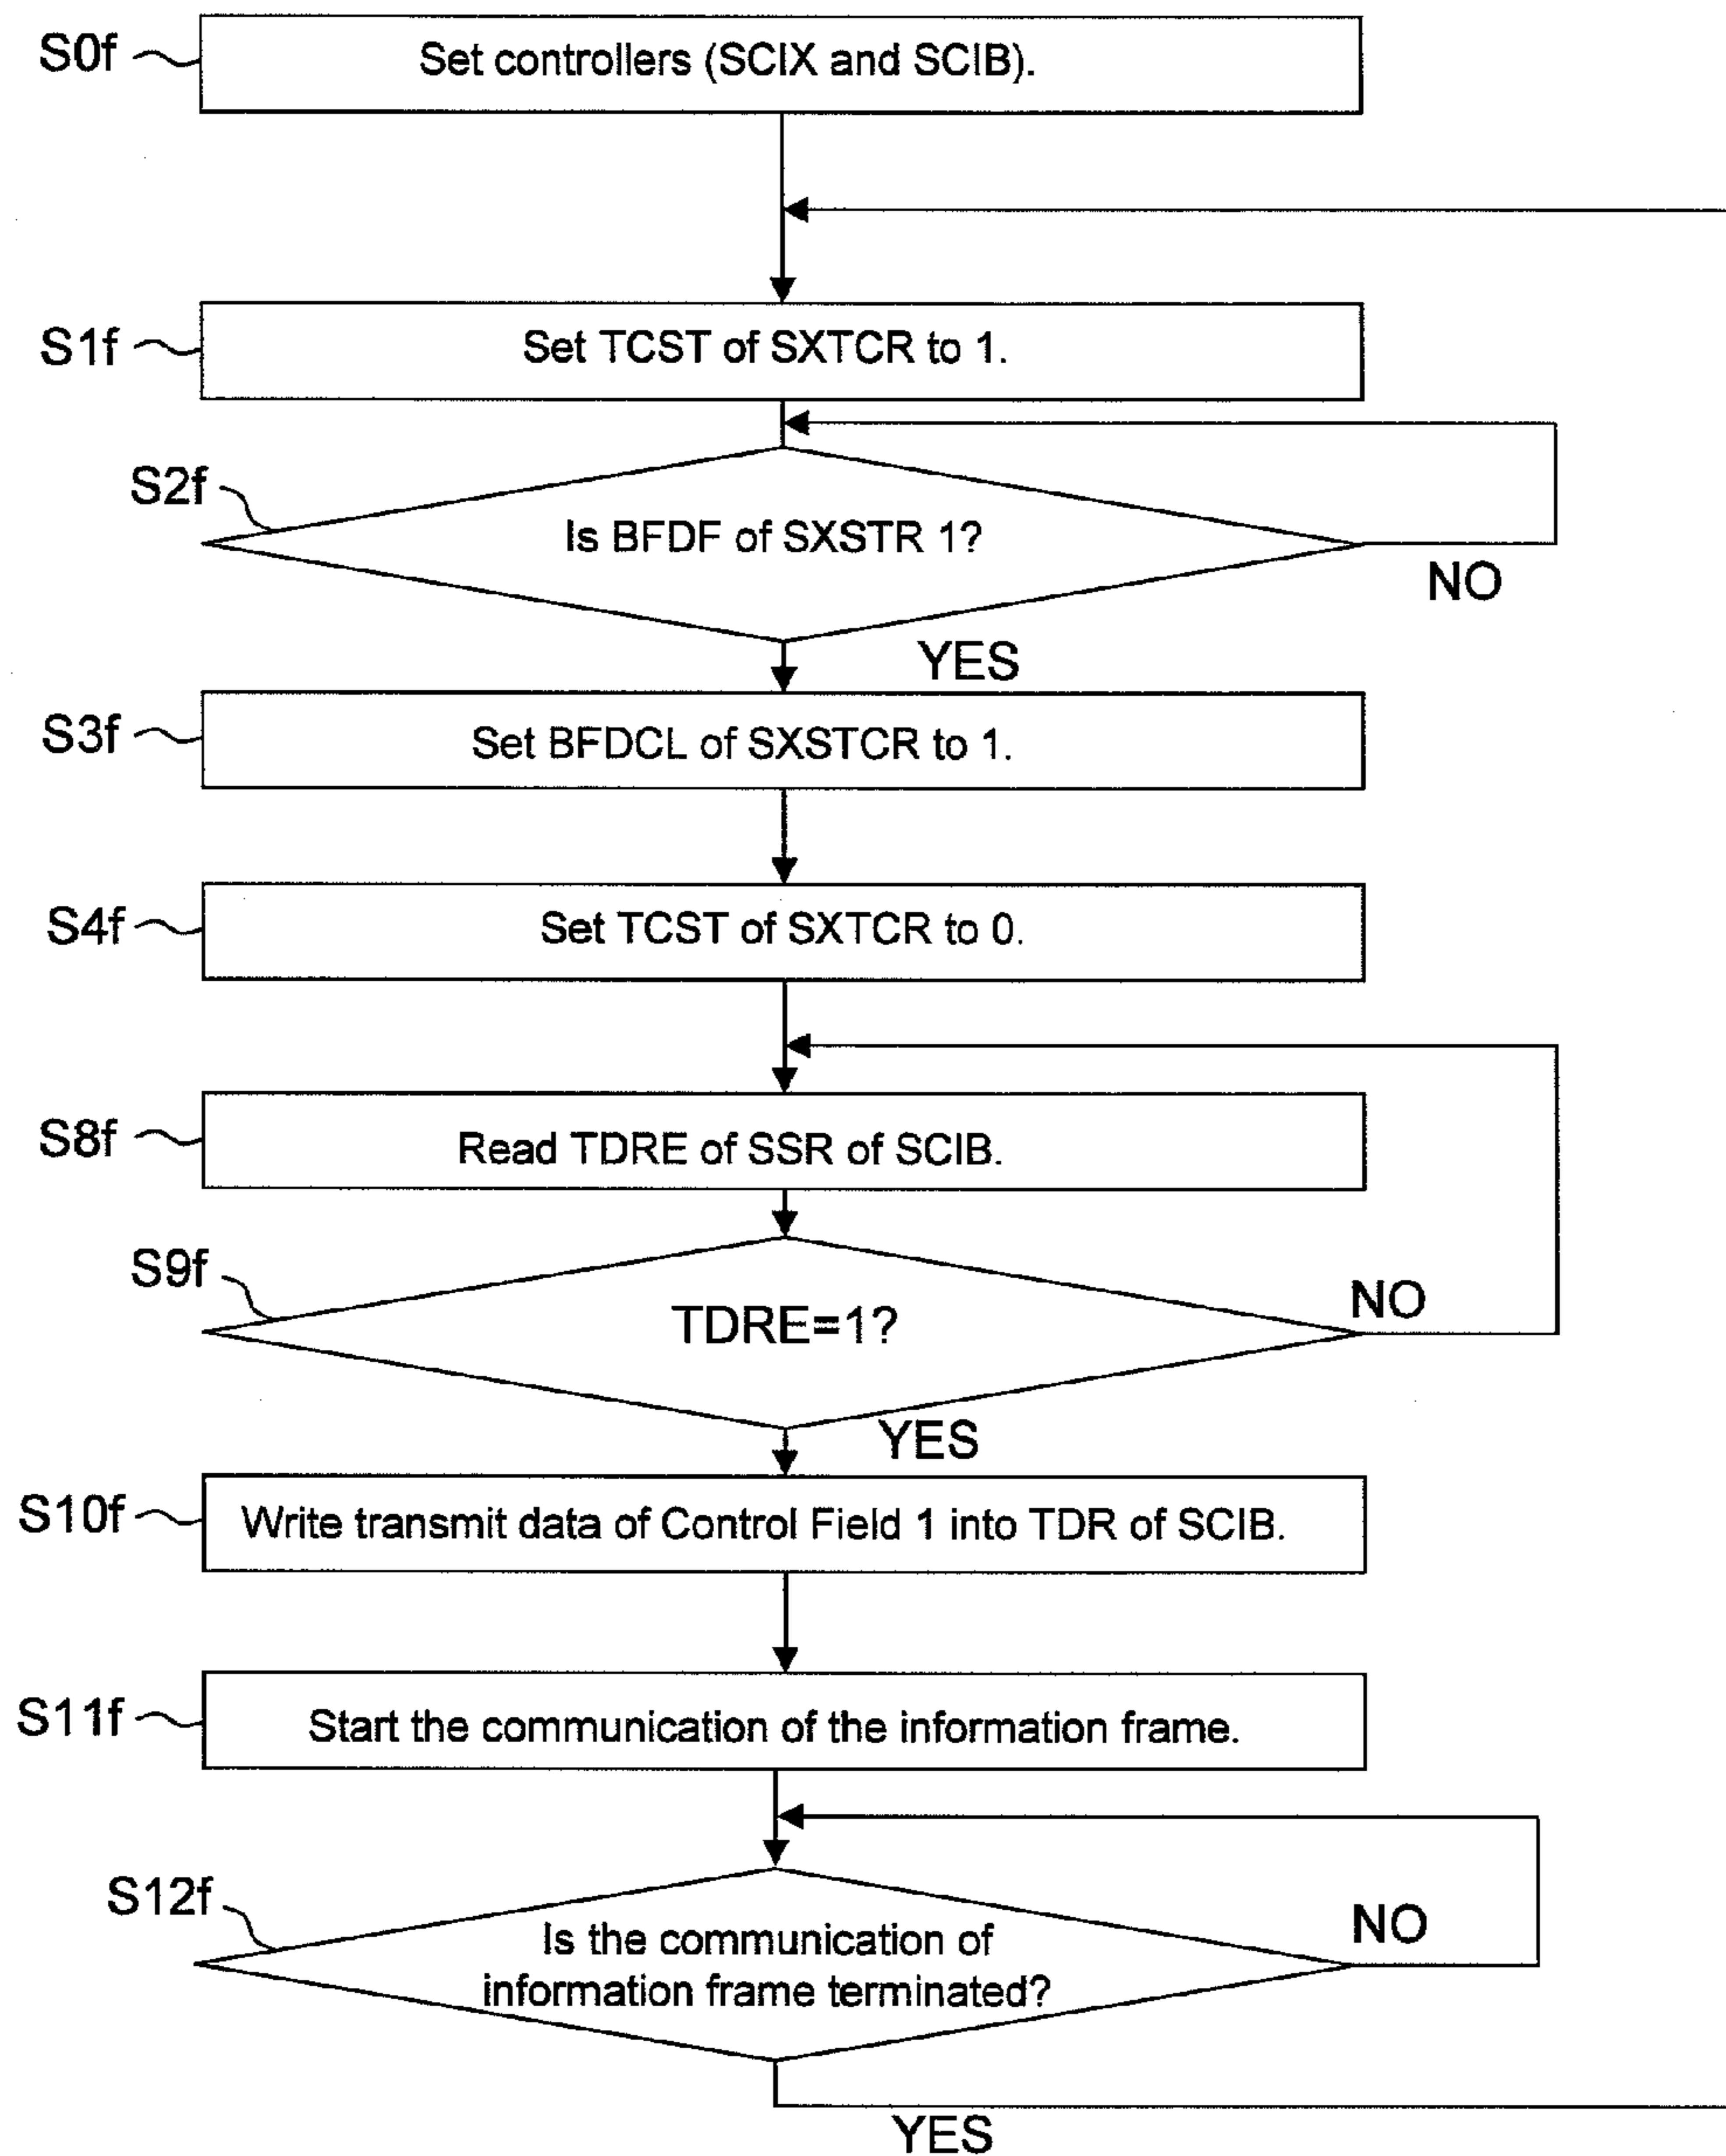 S0f
Set controllers (SCIX and SCIB).
S1f
Set TCST of SXTCR to 1.
S2f
Is BFDF of SXSTR 1?
NO
YES
S3f
Set BFDCL of SXSTCR to 1.
S4f
Set TCST of SXTCR to 0.
S8f
Read TDRE of SSR of SCIB.
S9f
TDRE=1?
NO
YES
S10f
Write transmit data of Control Field 1 into TDR of SCIB.
S11f
Start the communication of the information frame.
S12f
Is the communication of
information frame terminated?
NO
YES